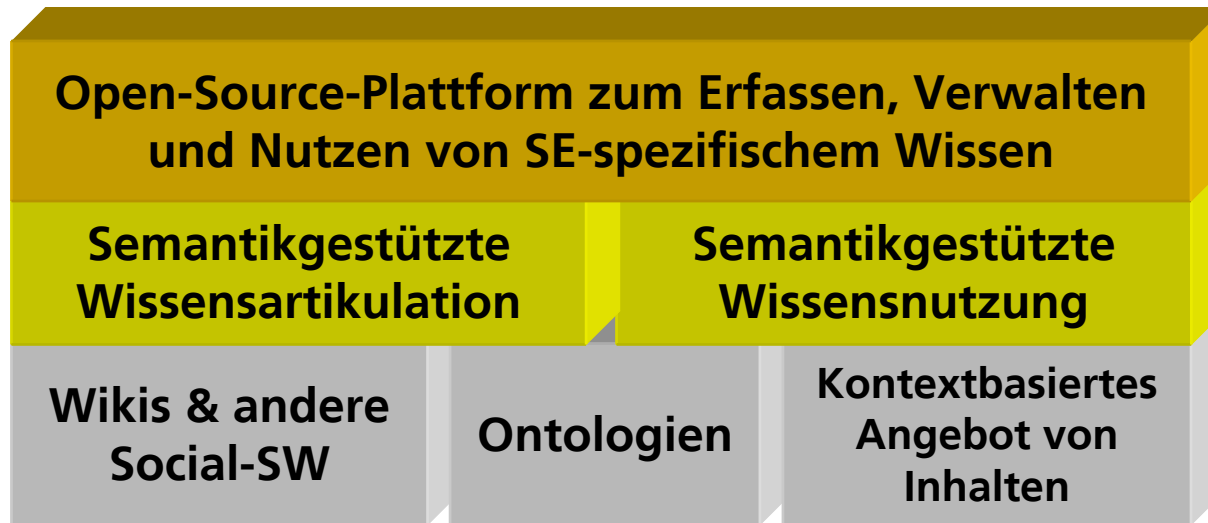 Open-Source-Plattform zum Erfassen, Verwalten
und Nutzen von SE-spezifischem Wissen
Semantikgestützte
Wissensartikulation
Semantikgestützte
Wissensnutzung
Wikis & andere
Social-SW
Ontologien
Kontextbasiertes
Angebot von
Inhalten